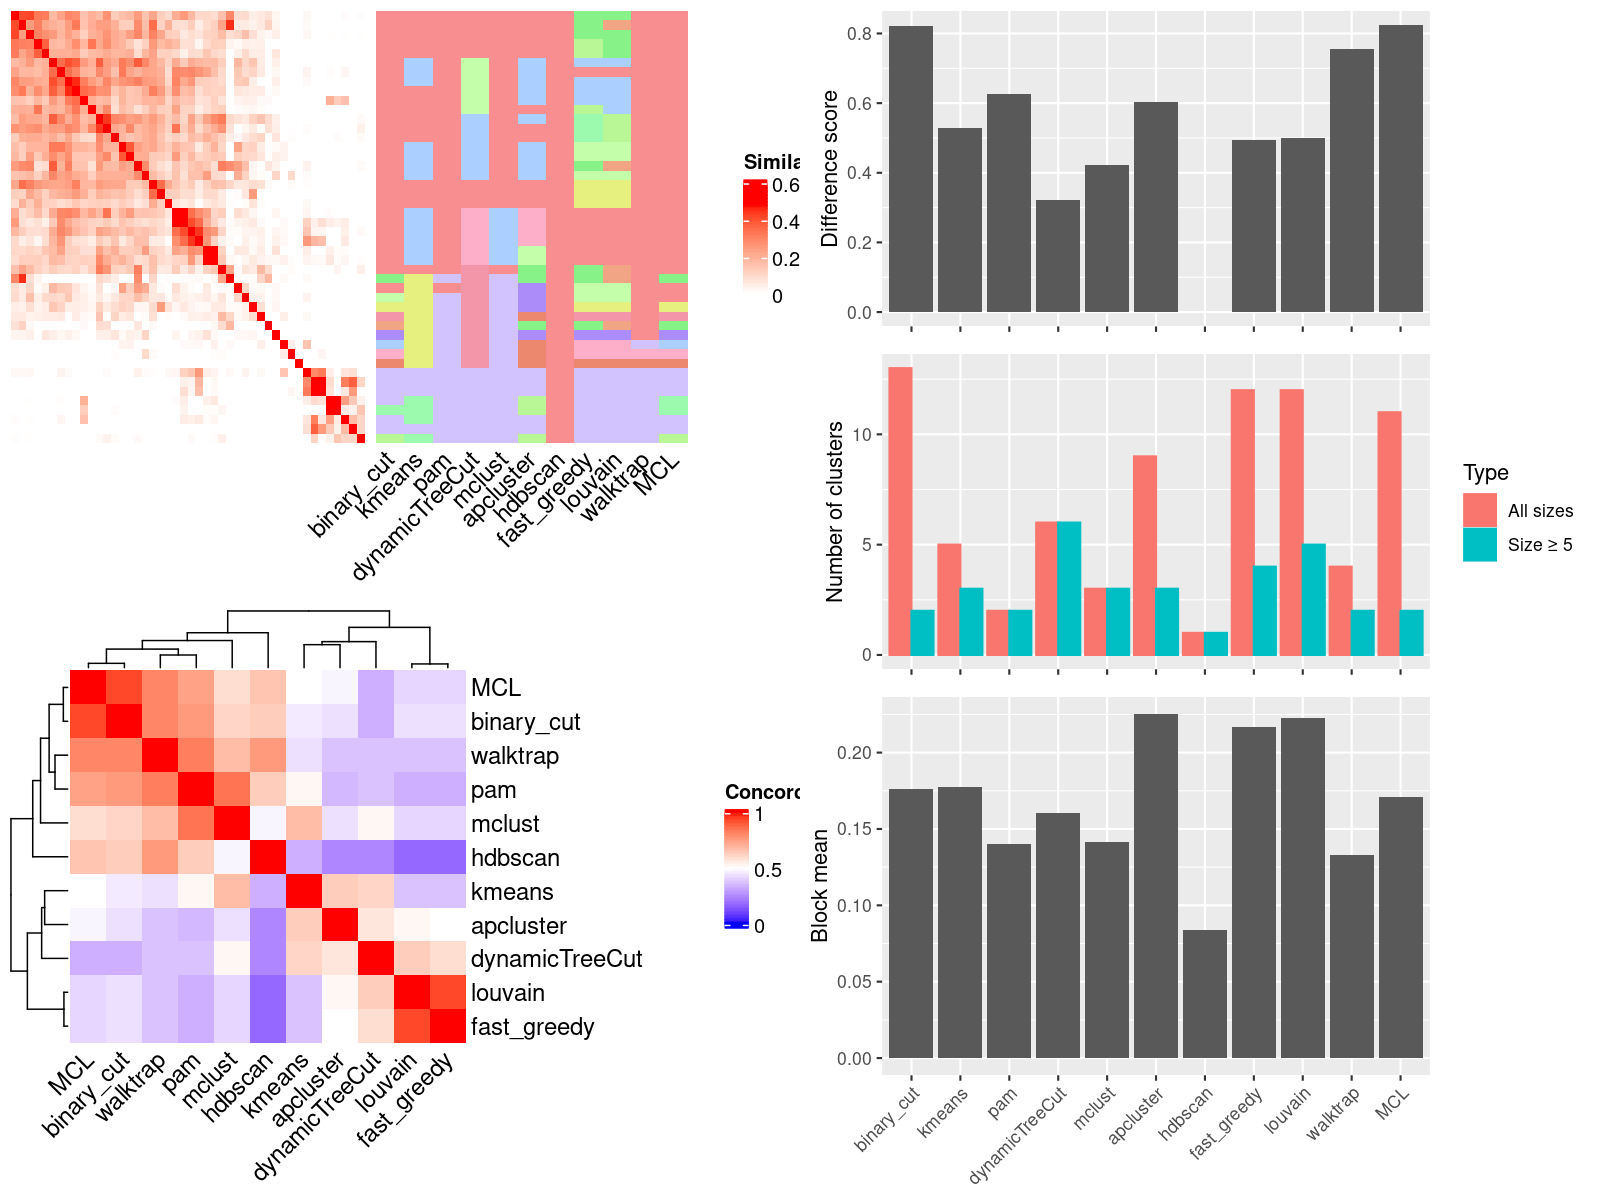 Simila
0.6
0.4
0.2
0
binary_cut
kmeans
pam
dynamicTreeCut
mclust
apcluster
hdbscan
fast_greedy
louvain
walktrap
MCL
MCL
binary_cut
walktrap
pam
mclust
hdbscan
kmeans
apcluster
dynamicTreeCut
louvain
fast_greedy
MCL
binary_cut
walktrap
pam
mclust
hdbscan
kmeans
apcluster
dynamicTreeCut
louvain
fast_greedy
Concord
1
0.5
0
Difference score
0.8
0.6
0.4
0.2
0.0
Number of clusters
10
5
0
Type
All sizes
Size ≥ 5
Block mean
0.20
0.15
0.10
0.05
0.00
binary_cut
kmeans
pam
dynamicTreeCut
mclust
apcluster
hdbscan
fast_greedy
louvain
walktrap
MCL